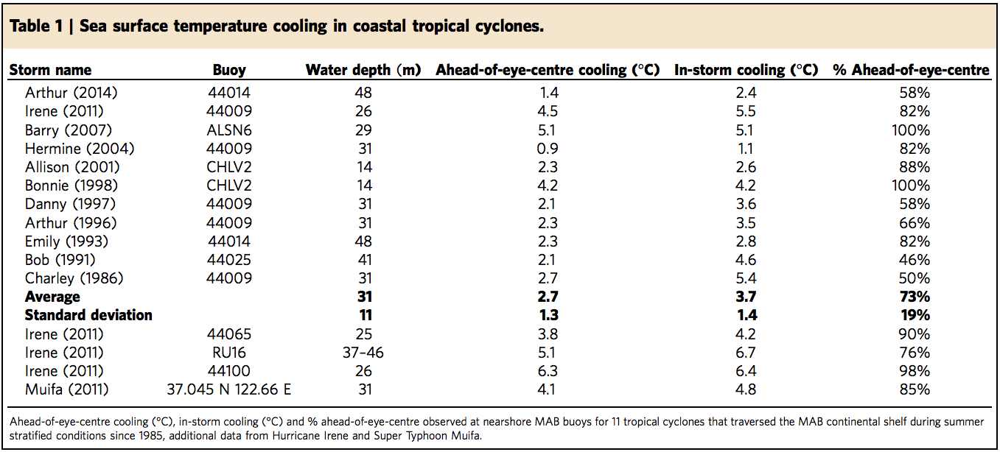 Table 1 | Sea surface temperature cooling in coastal tropical cyclones.
Storm name Buoy Water depth (m) Ahead-of-eye-centre cooling (°C) In-storm cooling (°C) % Ahead-of-eye-centre
Arthur (2014) 44014 48 1.4 2.4 58%
Irene (2011) 44009 26 4.5 5.5 82%
Barry (2007) ALSN6 29 5.1 5.1 100%
Hermine (2004) 44009 31 0.9 1.1 82%
Allison (2001) CHLV2 14 2.3 2.6 88%
Bonnie (1998) CHLV2 14 4.2 4.2 100%
Danny (1997) 44009 31 2.1 3.6 58%
Arthur (1996) 44009 31 2.3 3.5 66%
Emily (1993) 44014 48 2.3 2.8 82%
Bob (1991) 44025 41 2.1 4.6 46%
Charley (1986) 44009 31 2.7 5.4 50%
Average 31 2.7 3.7 73%
Standard deviation 11 1.3 1.4 19%
Irene (2011) 44065 25 3.8 4.2 90%
Irene (2011) RU16 37–46 5.1 6.7 76%
Irene (2011) 44100 26 6.3 6.4 98%
Muifa (2011) 37.045 N 122.66 E 31 4.1 4.8 85%
Ahead-of-eye-centre cooling (°C), in-storm cooling (°C) and % ahead-of-eye-centre observed at nearshore MAB buoys for 11 tropical cyclones that traversed the MAB continental shelf during summer
stratified conditions since 1985, additional data from Hurricane Irene and Super Typhoon Muifa.